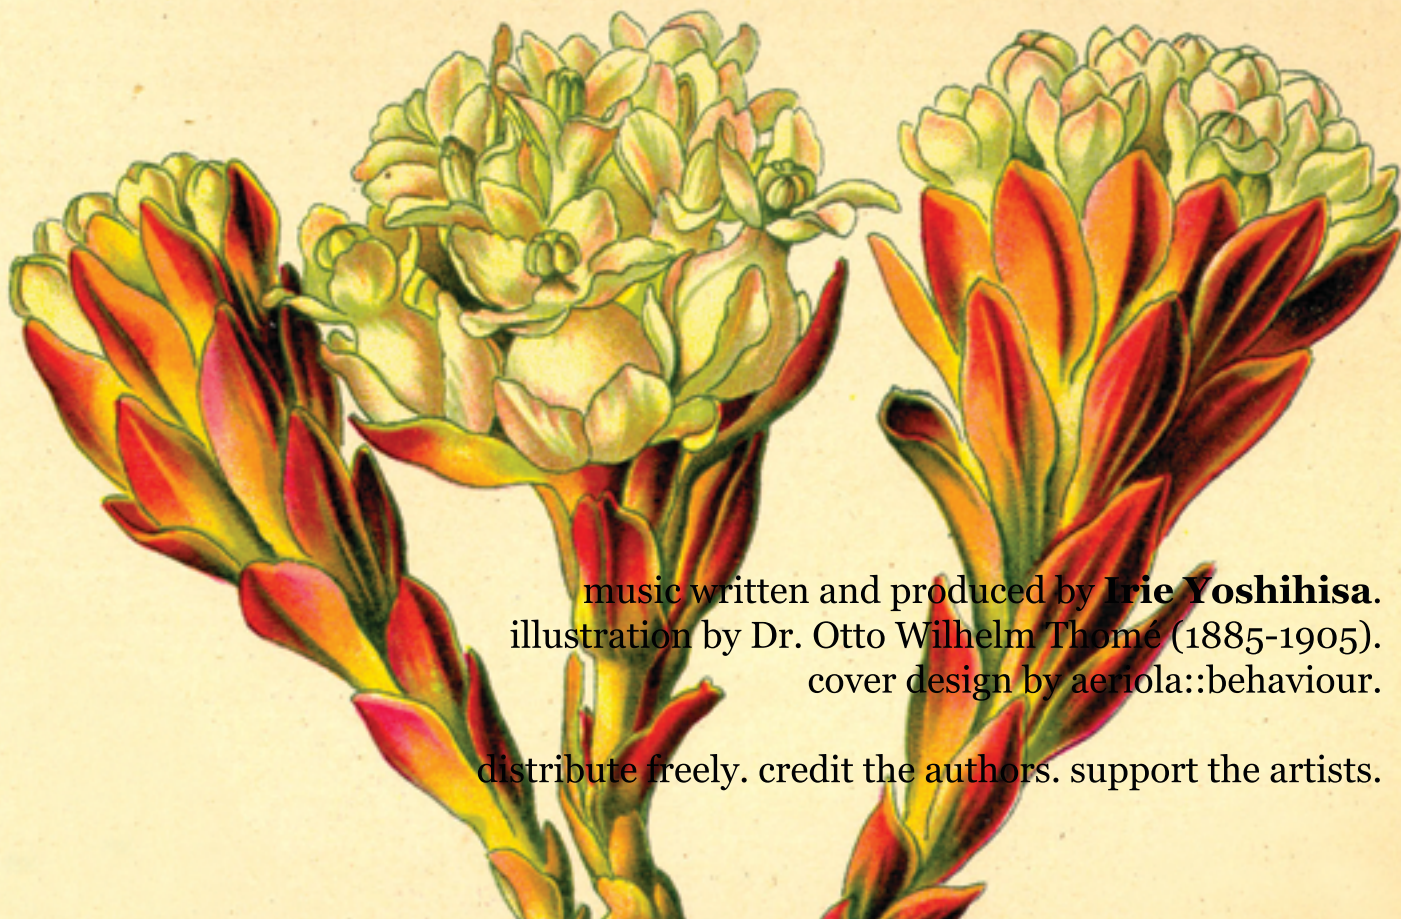 music written and produced by Irie Yoshihisa.
illustration by Dr. Otto Wilhelm Thomé (1885-1905).
cover design by aeriola::behaviour.
distribute freely. credit the authors. support the artists.